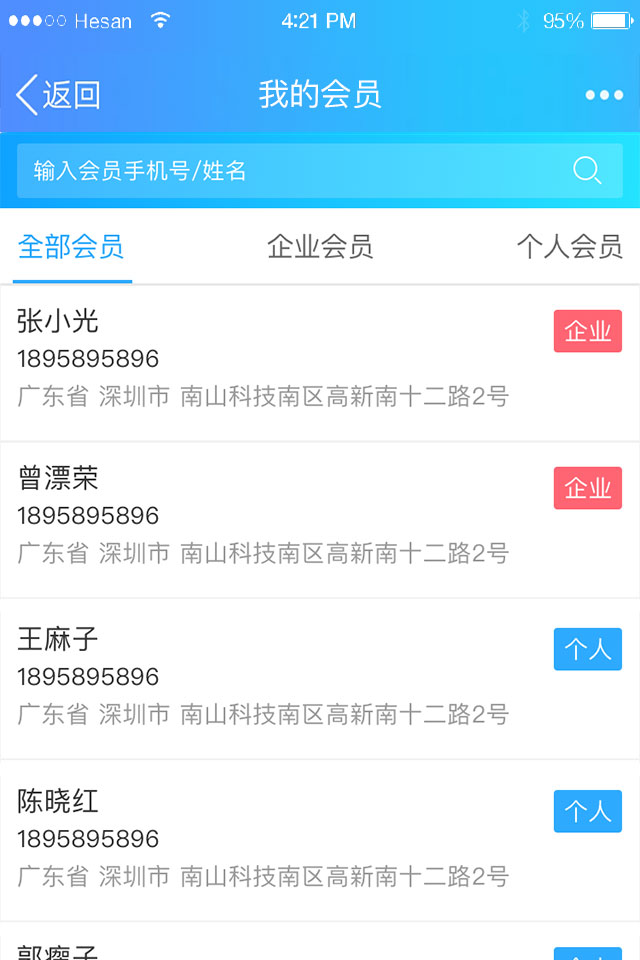 Hesan 4:21 PM 95%
返回 我的会员
输入会员手机号/姓名
全部会员 企业会员 个人会员
张小光 企业
1895895896
广东省 深圳市 南山科技南区高新南十二路2号
曾漂荣 企业
1895895896
广东省 深圳市 南山科技南区高新南十二路2号
王麻子 个人
1895895896
广东省 深圳市 南山科技南区高新南十二路2号
陈晓红 个人
1895895896
广东省 深圳市 南山科技南区高新南十二路2号